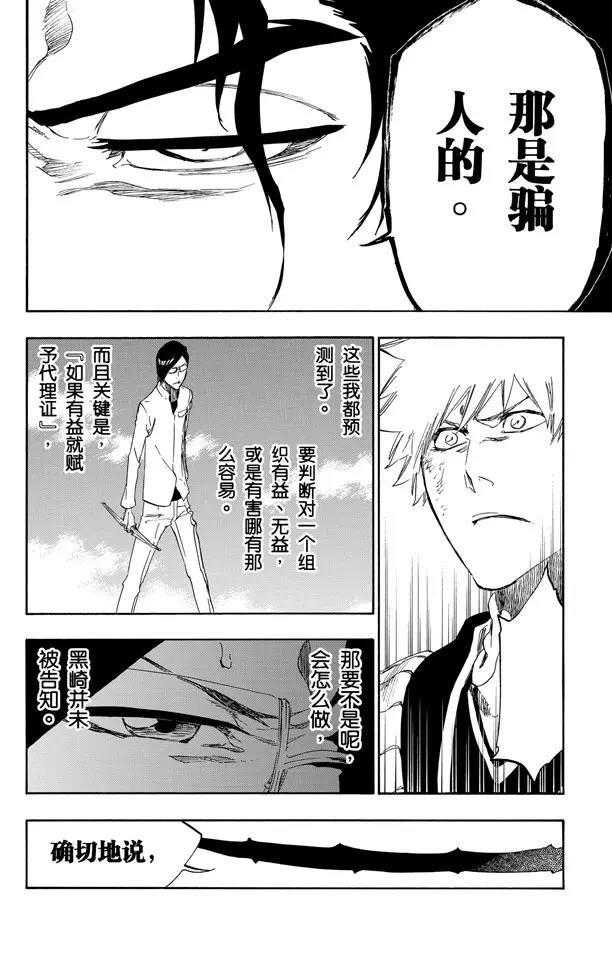 那是骗
人的。
这些我都预
测到了。
要判断对一个组
织有益、无益，
或是有害哪有那
么容易。
而且关键是，
『如果有益就赋
予代理证』，
那要不是呢，
会怎么做，
黑崎并未
被告知。
确切地说，